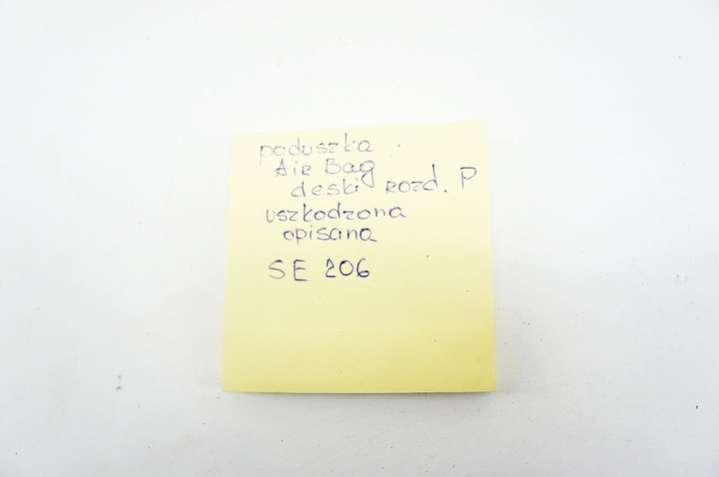 poduszka
Air Bag
deski rozd. P
uszkodzona
opisana
SE 206